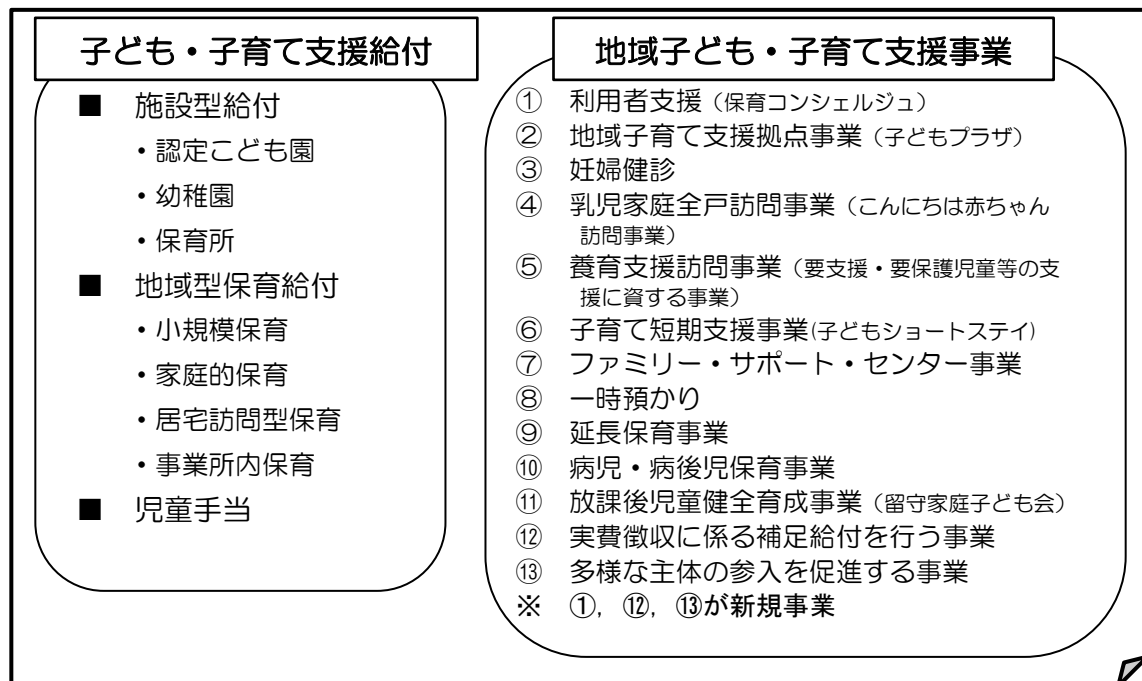 子ども・子育て支援給付
■ 施設型給付
・認定こども園
・幼稚園
・保育所
■ 地域型保育給付
・小規模保育
・家庭的保育
・居宅訪問型保育
・事業所内保育
■ 児童手当
地域子ども・子育て支援事業
① 利用者支援（保育コンシェルジュ）
② 地域子育て支援拠点事業（子どもプラザ）
③ 妊婦健診
④ 乳児家庭全戸訪問事業（こんにちは赤ちゃん
訪問事業）
⑤ 養育支援訪問事業（要支援・要保護児童等の支
援に資する事業）
⑥ 子育て短期支援事業(子どもショートステイ)
⑦ ファミリー・サポート・センター事業
⑧ 一時預かり
⑨ 延長保育事業
⑩ 病児・病後児保育事業
⑪ 放課後児童健全育成事業（留守家庭子ども会）
⑫ 実費徴収に係る補足給付を行う事業
⑬ 多様な主体の参入を促進する事業
※ ①，⑫，⑬が新規事業